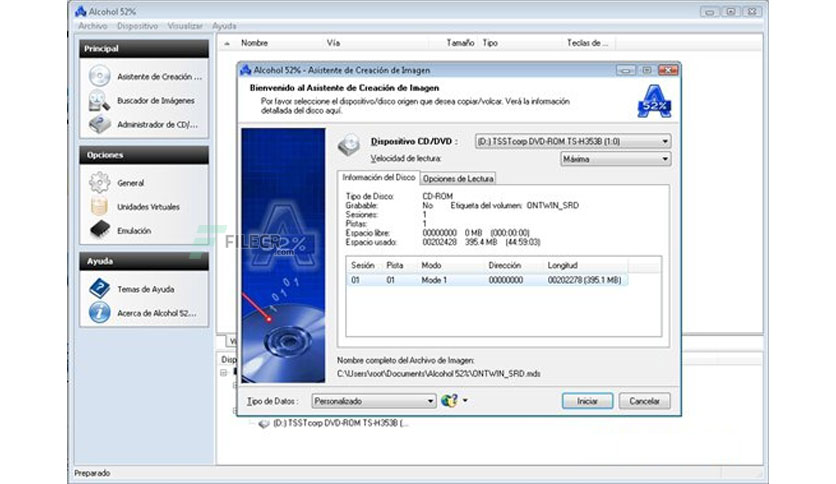 Alcohol 52%
Archivo Dispositivo Visualizar Ayuda
Principal
Asistente de Creación ...
Buscador de Imágenes
Administrador de CD/...
Opciones
General
Unidades Virtuales
Emulación
Ayuda
Temas de Ayuda
Acerca de Alcohol 52...
Nombre Vía Tamaño Tipo Teclas de ...
Alcohol 52% - Asistente de Creación de Imagen
Bienvenido al Asistente de Creación de Imagen
Por favor seleccione el dispositivo/disco origen que desea copiar/volcar. Verá la información
detallada del disco aquí.
52%
Dispositivo CD/DVD : (D:) TSSTcorp DVD-ROM TS-H353B (1:0)
Velocidad de lectura: Máxima
Información del Disco Opciones de Lectura
Tipo de Disco: CD-ROM
Grabable: No Etiqueta del volumen: ONTWIN_SRD
Sesiones: 1
Pistas: 1
Espacio libre: 00000000 0 MB (000:00:00)
Espacio usado: 00202428 395.4 MB (44:59:03)
Sesión Pista Modo Dirección Longitud
01 01 Mode 1 00000000 00202278 (395.1 MB)
FILECR
.com
52%
10101
Nombre completo del Archivo de Imagen:
C:\Users\root\Documents\Alcohol 52%\ONTWIN_SRD.mds
Tipo de Datos : Personalizado Iniciar Cancelar
Disp
(D:) TSSTcorp DVD-ROM TS-H353B (...
Preparado